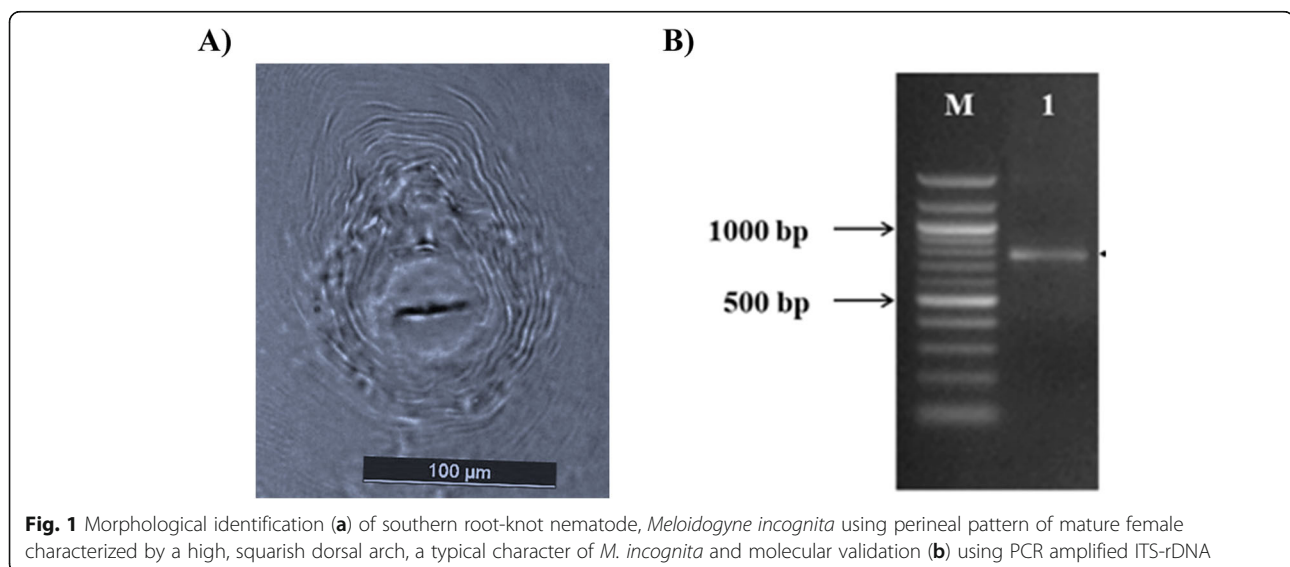 A)
B)
M 1
1000 bp
500 bp
100 µm
Fig. 1 Morphological identification (a) of southern root-knot nematode, Meloidogyne incognita using perineal pattern of mature female
characterized by a high, squarish dorsal arch, a typical character of M. incognita and molecular validation (b) using PCR amplified ITS-rDNA